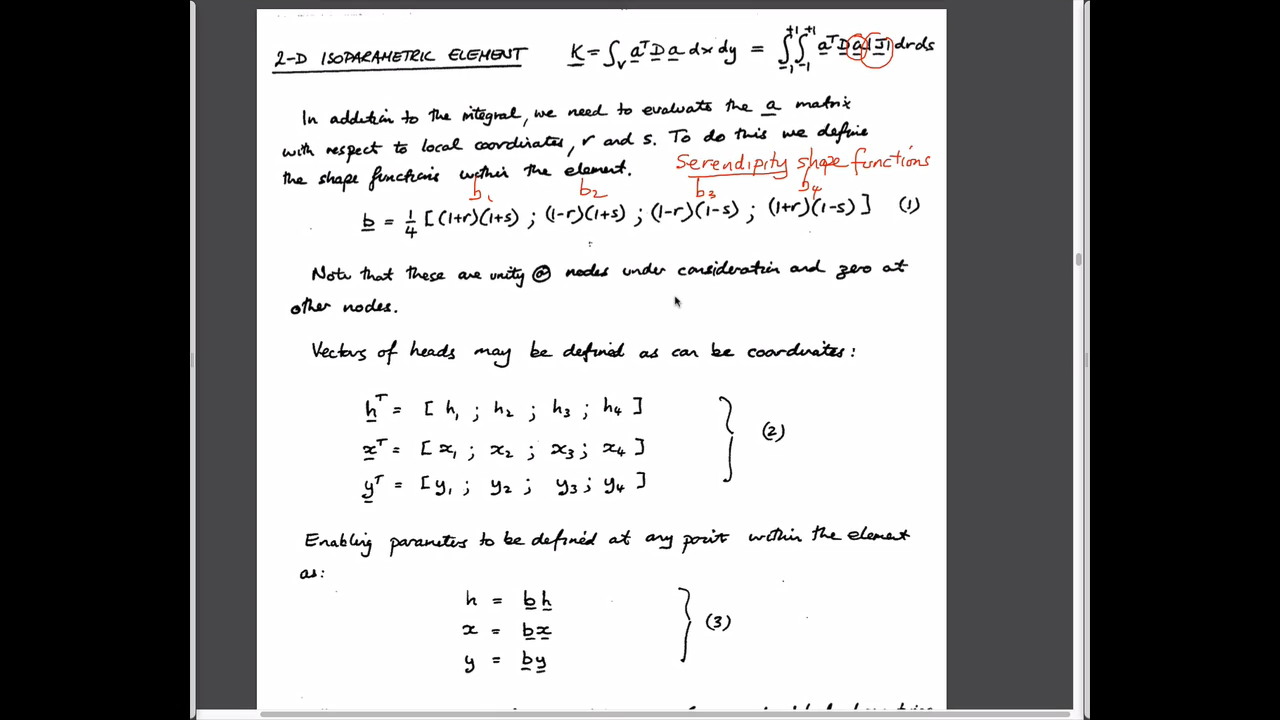 2-D ISOPARAMETRIC ELEMENT K = ∫v aᵀ D a dx dy = ∫₋₁⁺¹ ∫₋₁⁺¹ aᵀ D a |J| dr ds
In addition to the integral, we need to evaluate the a matrix
with respect to local coordinates, r and s. To do this we define
the shape functions within the element. Serendipity shape functions
b₁ b₂ b₃ b₄
b = 1/4 [(1+r)(1+s) ; (1-r)(1+s) ; (1-r)(1-s) ; (1+r)(1-s)] (1)
Note that these are unity @ nodes under consideration and zero at
other nodes.
Vectors of heads may be defined as can be coordinates:
hᵀ = [h₁ ; h₂ ; h₃ ; h₄]
xᵀ = [x₁ ; x₂ ; x₃ ; x₄] (2)
yᵀ = [y₁ ; y₂ ; y₃ ; y₄]
Enabling parameters to be defined at any point within the element
as:
h = b h
x = b x (3)
y = b y